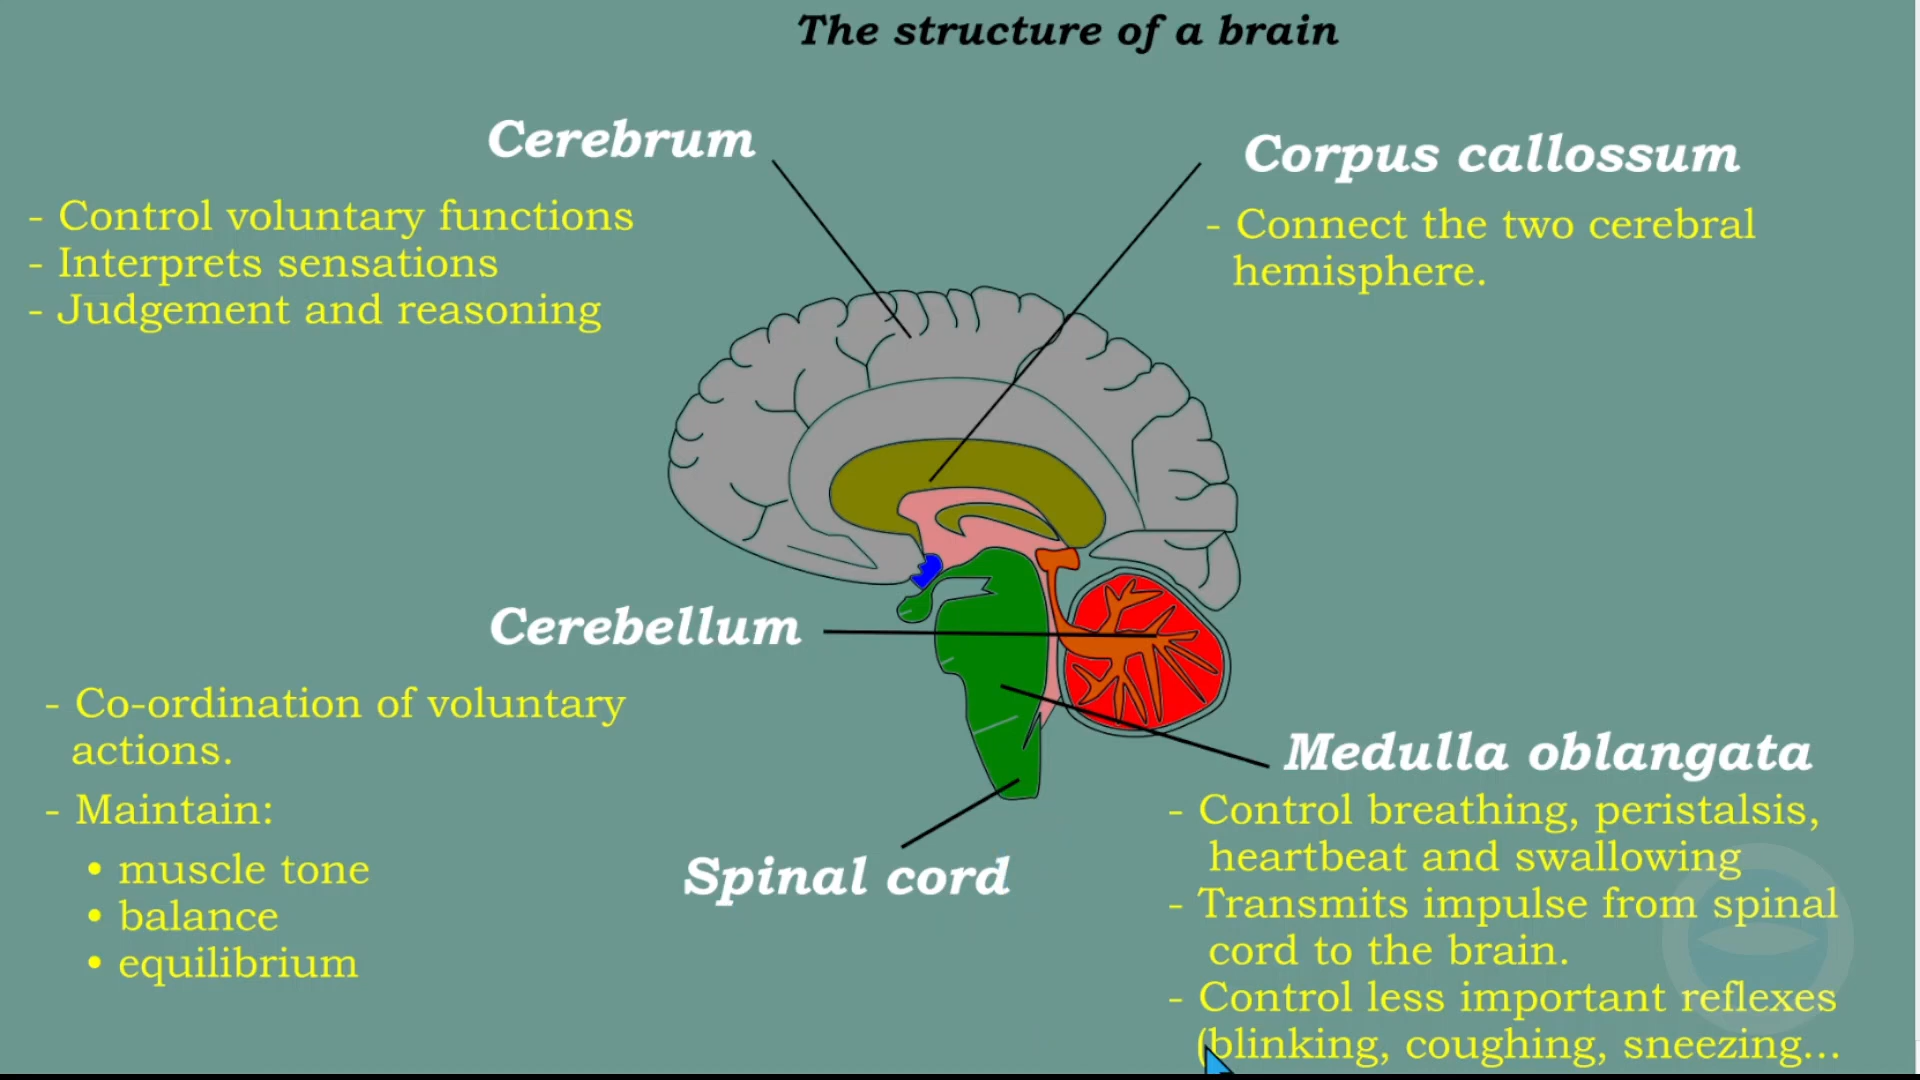 The structure of a brain
Cerebrum
- Control voluntary functions
- Interprets sensations
- Judgement and reasoning
Corpus callossum
- Connect the two cerebral
hemisphere.
Cerebellum
- Co-ordination of voluntary
actions.
- Maintain:
• muscle tone
• balance
• equilibrium
Spinal cord
Medulla oblangata
- Control breathing, peristalsis,
heartbeat and swallowing
- Transmits impulse from spinal
cord to the brain.
- Control less important reflexes
(blinking, coughing, sneezing...